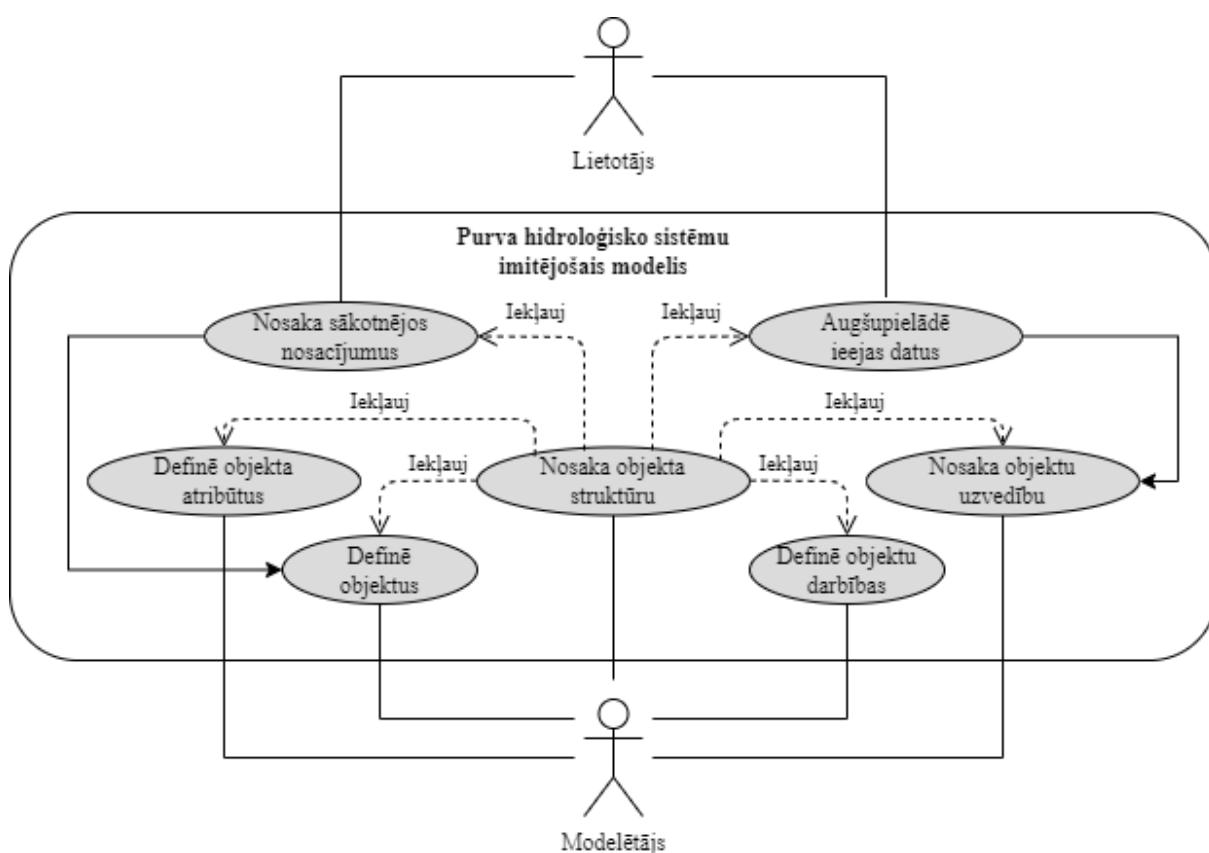 Lietotājs
Purva hidroloģisko sistēmu
imitējošais modelis
Iekļauj
Iekļauj
Nosaka sākotnējos
nosacījumus
Augšupielādē
ieejas datus
Iekļauj
Iekļauj
Definē objekta
atribūtus
Iekļauj
Nosaka objekta
struktūru
Iekļauj
Nosaka objektu
uzvedību
Definē
objektus
Definē objektu
darbības
Modelētājs